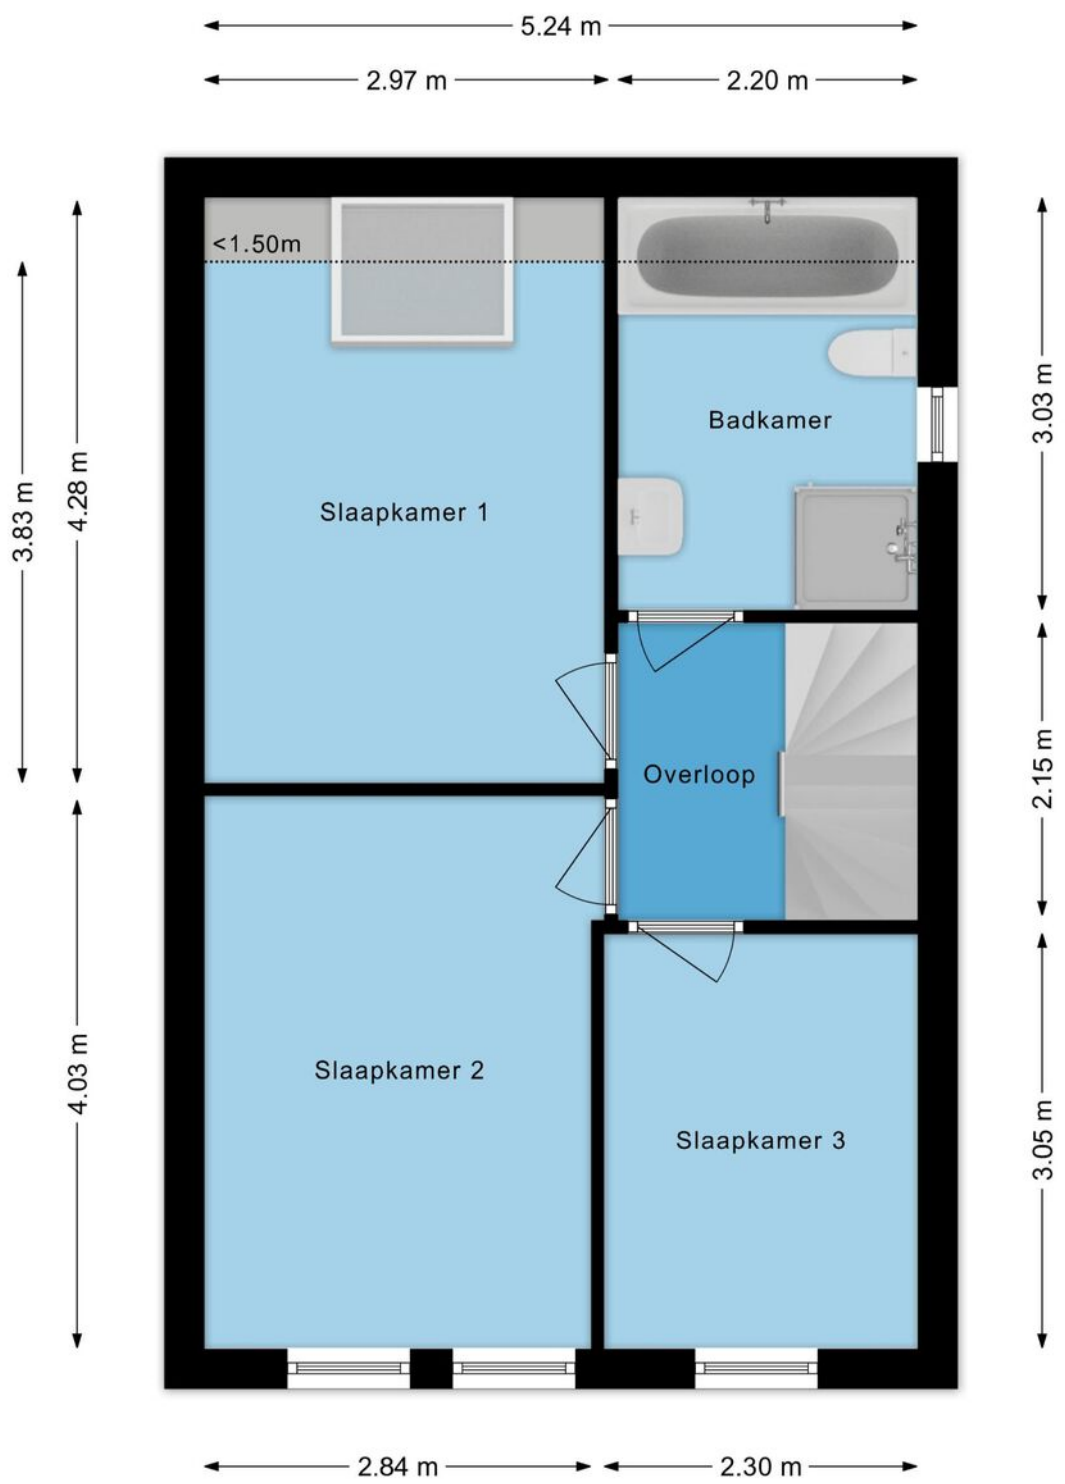 5.24 m
2.97 m
2.20 m
<1.50m
3.03 m
Badkamer
4.28 m
3.83 m
Slaapkamer 1
2.15 m
Overloop
4.03 m
Slaapkamer 2
3.05 m
Slaapkamer 3
2.84 m
2.30 m